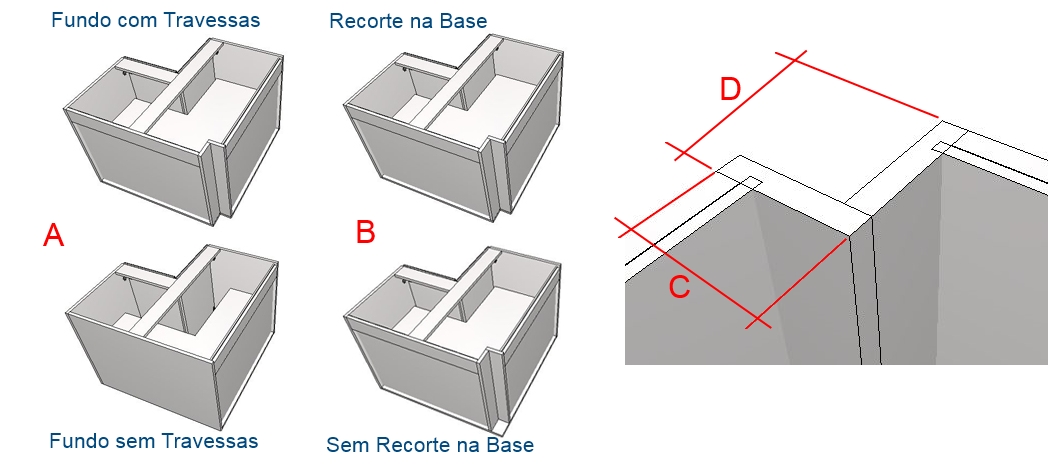 Fundo com Travessas
Recorte na Base
D
A
B
C
Fundo sem Travessas
Sem Recorte na Base